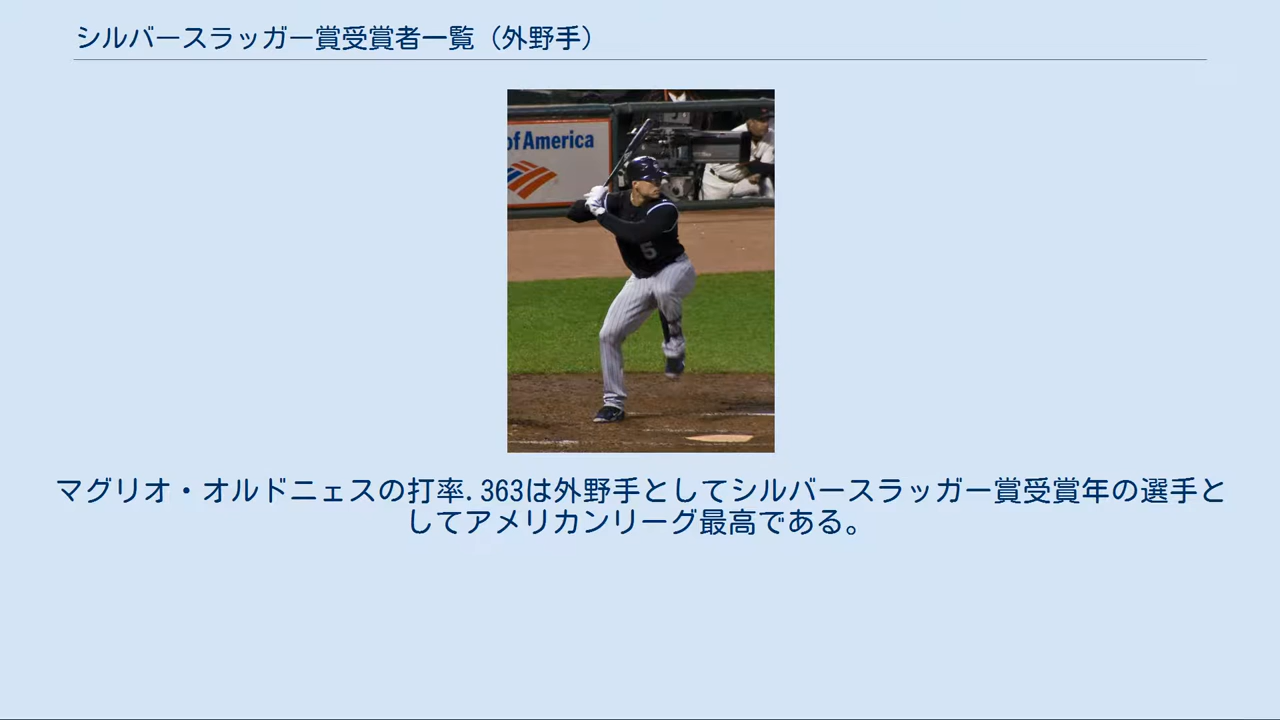 シルバースラッガー賞受賞者一覧（外野手）
of America
5
マグリオ・オルドニェスの打率.363は外野手としてシルバースラッガー賞受賞年の選手と
してアメリカンリーグ最高である。